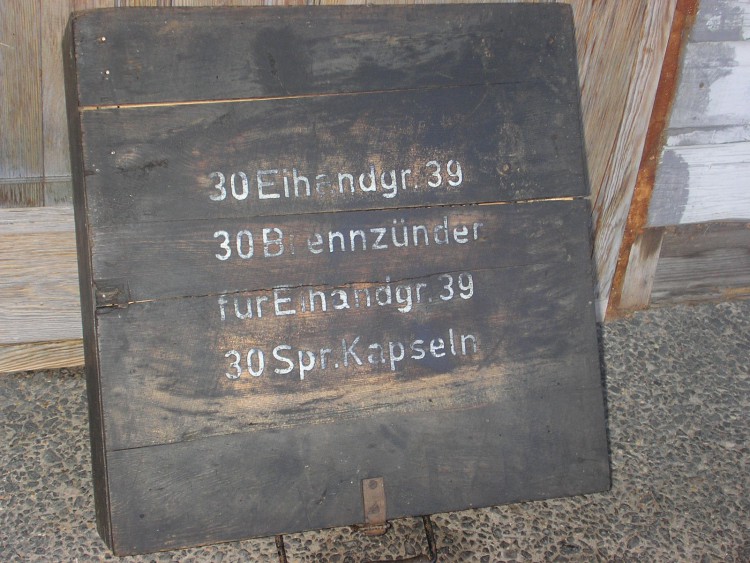 30 Eihandgr. 39
30 Brennzünder
für Eihandgr. 39
30 Spr. Kapseln